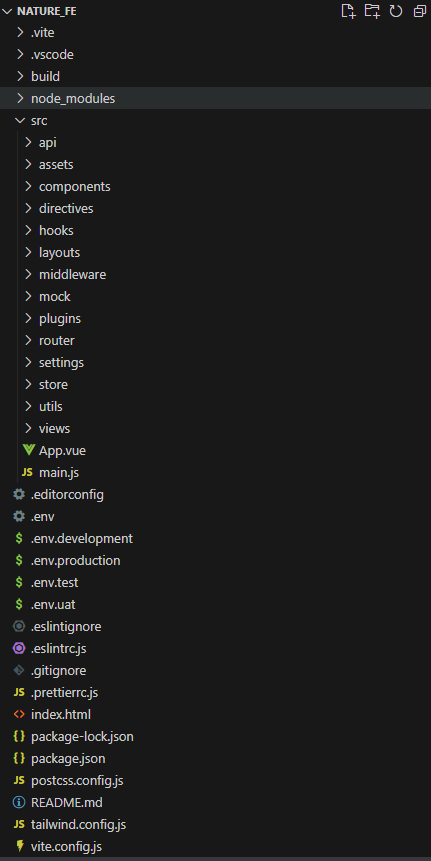 NATURE_FE
.vite
.vscode
build
node_modules
src
api
assets
components
directives
hooks
layouts
middleware
mock
plugins
router
settings
store
utils
views
App.vue
JS main.js
.editorconfig
.env
$ .env.development
$ .env.production
$ .env.test
$ .env.uat
.eslintignore
.eslintrc.js
.gitignore
JS .prettierrc.js
<> index.html
{} package-lock.json
{} package.json
JS postcss.config.js
README.md
JS tailwind.config.js
vite.config.js